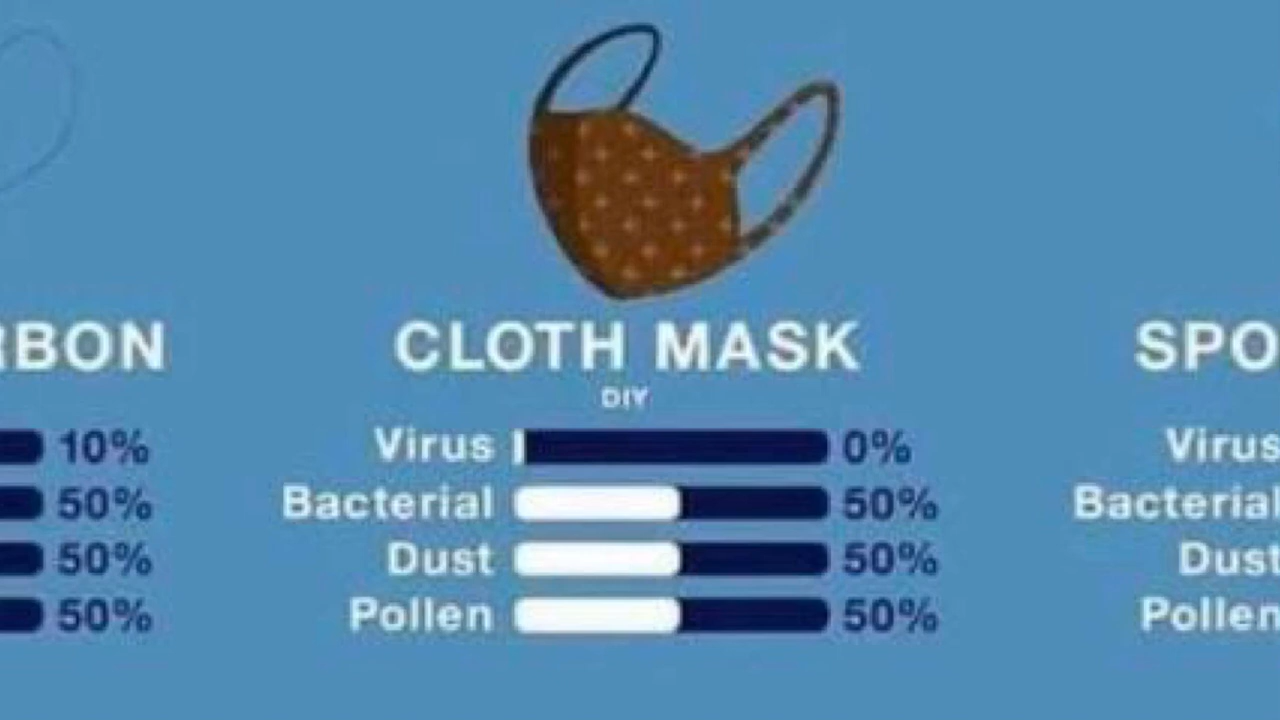 RBON
10%
50%
50%
50%
CLOTH MASK
DIY
Virus 0%
Bacterial 50%
Dust 50%
Pollen 50%
SPO
Virus
Bacterial
Dust
Pollen